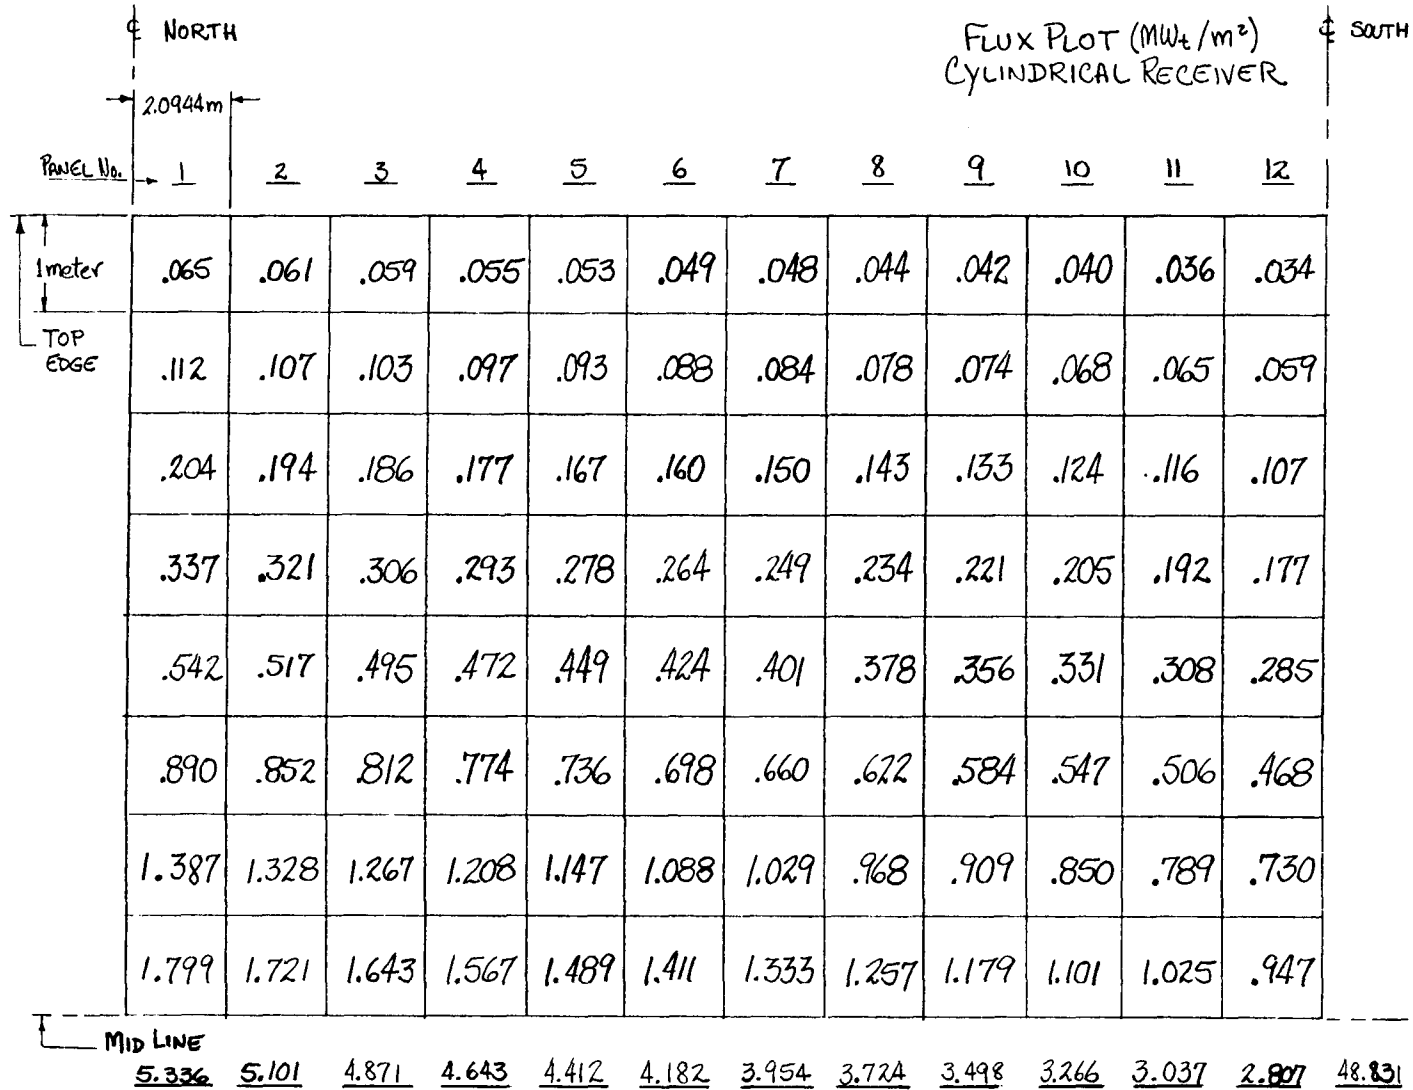 ℄ NORTH
FLUX PLOT (MWt/m²)
CYLINDRICAL RECEIVER
℄ SOUTH
2.0944m
PANEL No. 1 2 3 4 5 6 7 8 9 10 11 12
1meter .065 .061 .059 .055 .053 .049 .048 .044 .042 .040 .036 .034
TOP
EDGE
.112 .107 .103 .097 .093 .088 .084 .078 .074 .068 .065 .059
.204 .194 .186 .177 .167 .160 .150 .143 .133 .124 .116 .107
.337 .321 .306 .293 .278 .264 .249 .234 .221 .205 .192 .177
.542 .517 .495 .472 .449 .424 .401 .378 .356 .331 .308 .285
.890 .852 .812 .774 .736 .698 .660 .622 .584 .547 .506 .468
1.387 1.328 1.267 1.208 1.147 1.088 1.029 .968 .909 .850 .789 .730
1.799 1.721 1.643 1.567 1.489 1.411 1.333 1.257 1.179 1.101 1.025 .947
MID LINE
5.336 5.101 4.871 4.643 4.412 4.182 3.954 3.724 3.498 3.266 3.037 2.807 48.831